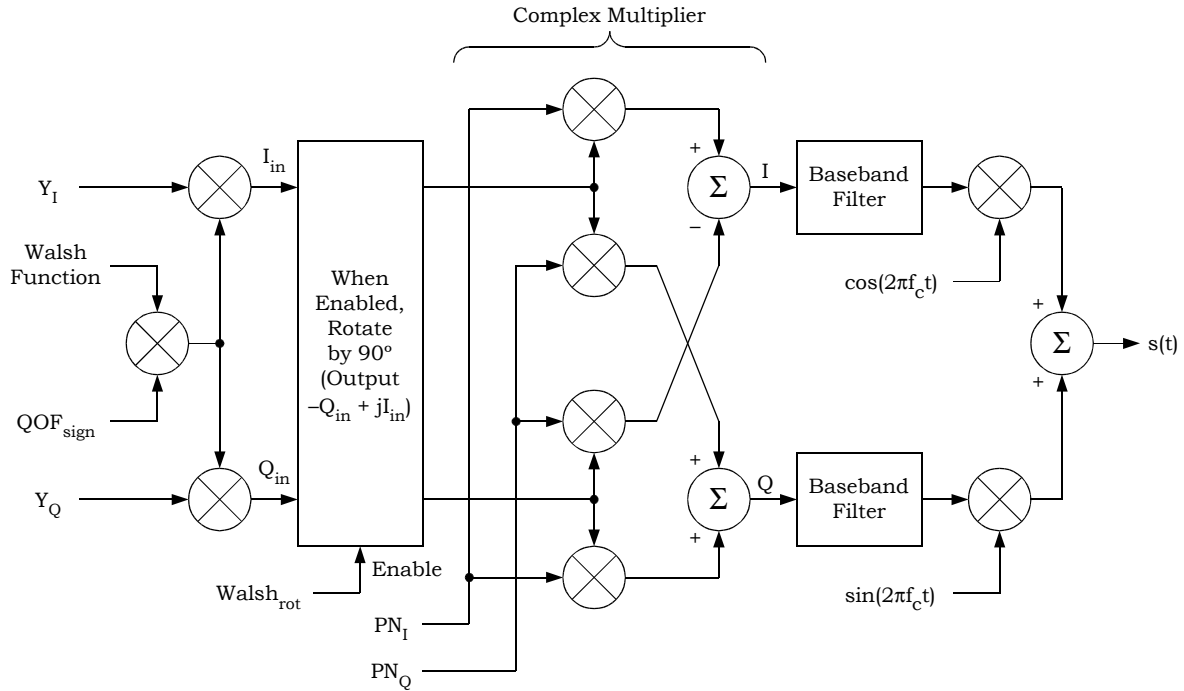 Complex Multiplier
Y_I
I_in
Walsh
Function
QOF_sign
Y_Q
Q_in
When
Enabled,
Rotate
by 90º
(Output
–Q_in + jI_in)
Walsh_rot
Enable
PN_I
PN_Q
+
Σ
–
I
Baseband
Filter
cos(2πf_ct)
+
Σ
+
s(t)
+
Σ
+
Q
Baseband
Filter
sin(2πf_ct)